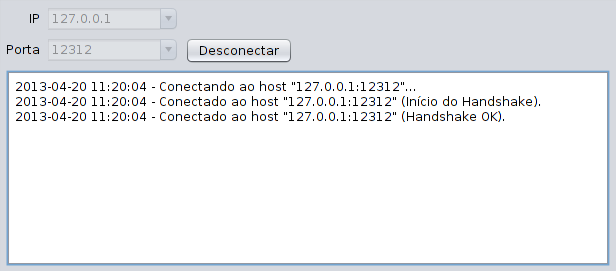 IP 127.0.0.1
Porta 12312 Desconectar
2013-04-20 11:20:04 - Conectando ao host "127.0.0.1:12312"...
2013-04-20 11:20:04 - Conectado ao host "127.0.0.1:12312" (Início do Handshake).
2013-04-20 11:20:04 - Conectado ao host "127.0.0.1:12312" (Handshake OK).